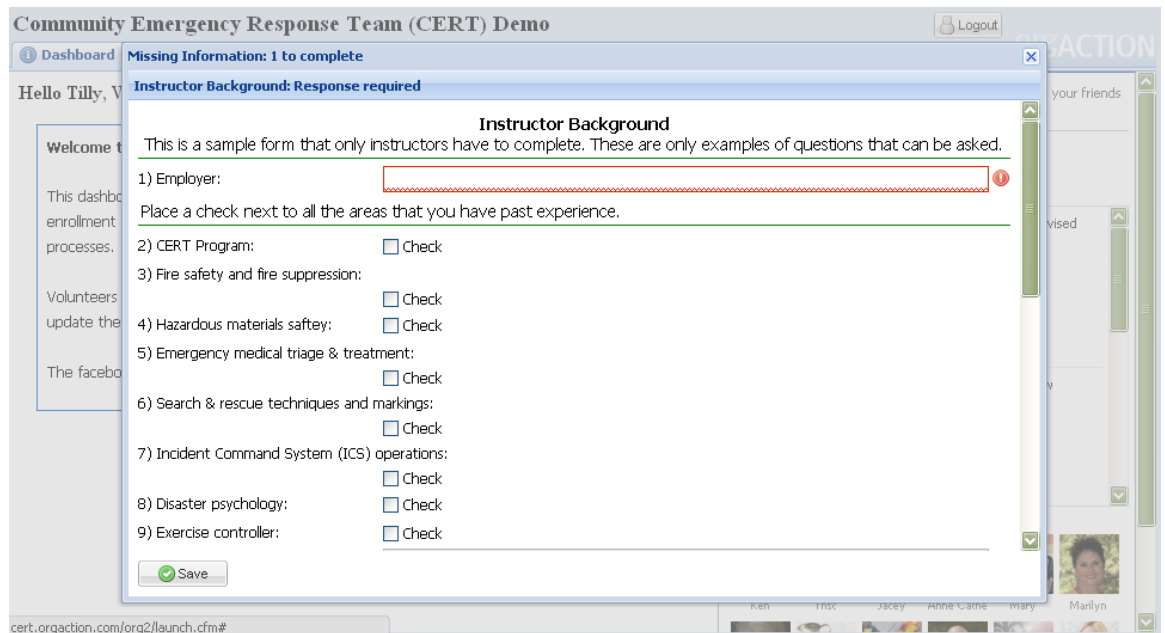 Community Emergency Response Team (CERT) Demo
Logout
orgACTION
Dashboard
Missing Information: 1 to complete
Hello Tilly, V
your friends
Instructor Background: Response required
Instructor Background
This is a sample form that only instructors have to complete. These are only examples of questions that can be asked.
Welcome t
1) Employer:
This dashbo
Place a check next to all the areas that you have past experience.
enrollment
vised
processes.
2) CERT Program:
Check
3) Fire safety and fire suppression:
Check
Volunteers
update the
4) Hazardous materials saftey:
Check
5) Emergency medical triage & treatment:
Check
The facebo
6) Search & rescue techniques and markings:
Check
7) Incident Command System (ICS) operations:
Check
8) Disaster psychology:
Check
9) Exercise controller:
Check
Save
Ken Ynsc Jacey Anne Cathe Mary Marilyn
cert.orgaction.com/org2/launch.cfm#